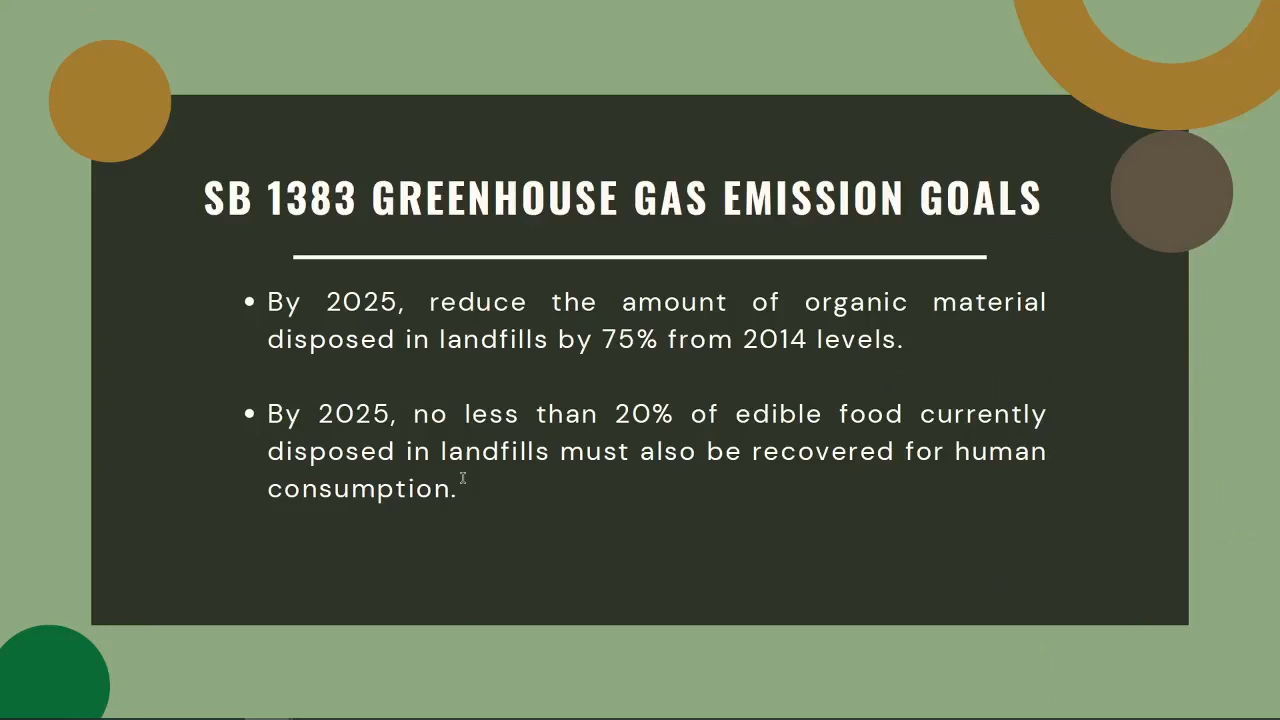 SB 1383 GREENHOUSE GAS EMISSION GOALS
• By 2025, reduce the amount of organic material
disposed in landfills by 75% from 2014 levels.
• By 2025, no less than 20% of edible food currently
disposed in landfills must also be recovered for human
consumption.